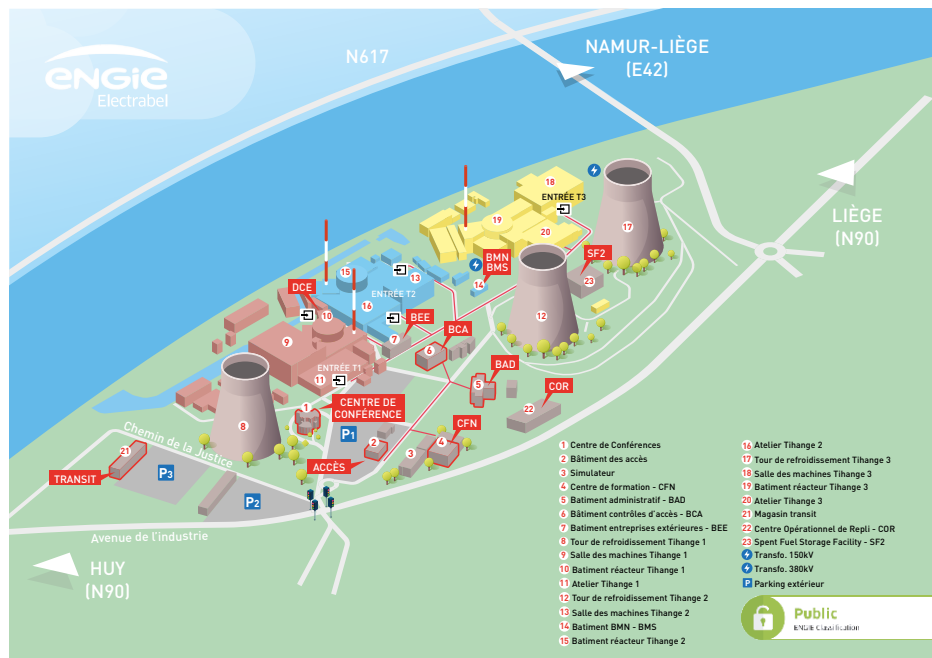 ENGIE
Electrabel
N617
NAMUR-LIÈGE
(E42)
LIÈGE
(N90)
18
ENTRÉE T3
19
20
17
BMN
BMS
SF2
23
14
15
13
DCE
ENTRÉE T2
16
10
BEE
BCA
7
6
9
12
ENTRÉE T1
11
BAD
5
COR
22
CENTRE DE
CONFÉRENCE
1
P1
CFN
8
2
4
3
ACCÈS
Chemin de la Justice
21
TRANSIT
P3
P2
Avenue de l'industrie
HUY
(N90)
1 Centre de Conférences
2 Bâtiment des accès
3 Simulateur
4 Centre de formation - CFN
5 Batiment administratif - BAD
6 Bâtiment contrôles d'accès - BCA
7 Batiment entreprises extérieures - BEE
8 Tour de refroidissement Tihange 1
9 Salle des machines Tihange 1
10 Batiment réacteur Tihange 1
11 Atelier Tihange 1
12 Tour de refroidissement Tihange 2
13 Salle des machines Tihange 2
14 Batiment BMN - BMS
15 Batiment réacteur Tihange 2
16 Atelier Tihange 2
17 Tour de refroidissement Tihange 3
18 Salle des machines Tihange 3
19 Batiment réacteur Tihange 3
20 Atelier Tihange 3
21 Magasin transit
22 Centre Opérationnel de Repli - COR
23 Spent Fuel Storage Facility - SF2
Transfo. 150kV
Transfo. 380kV
P Parking extérieur
Public
ENGIE Classification